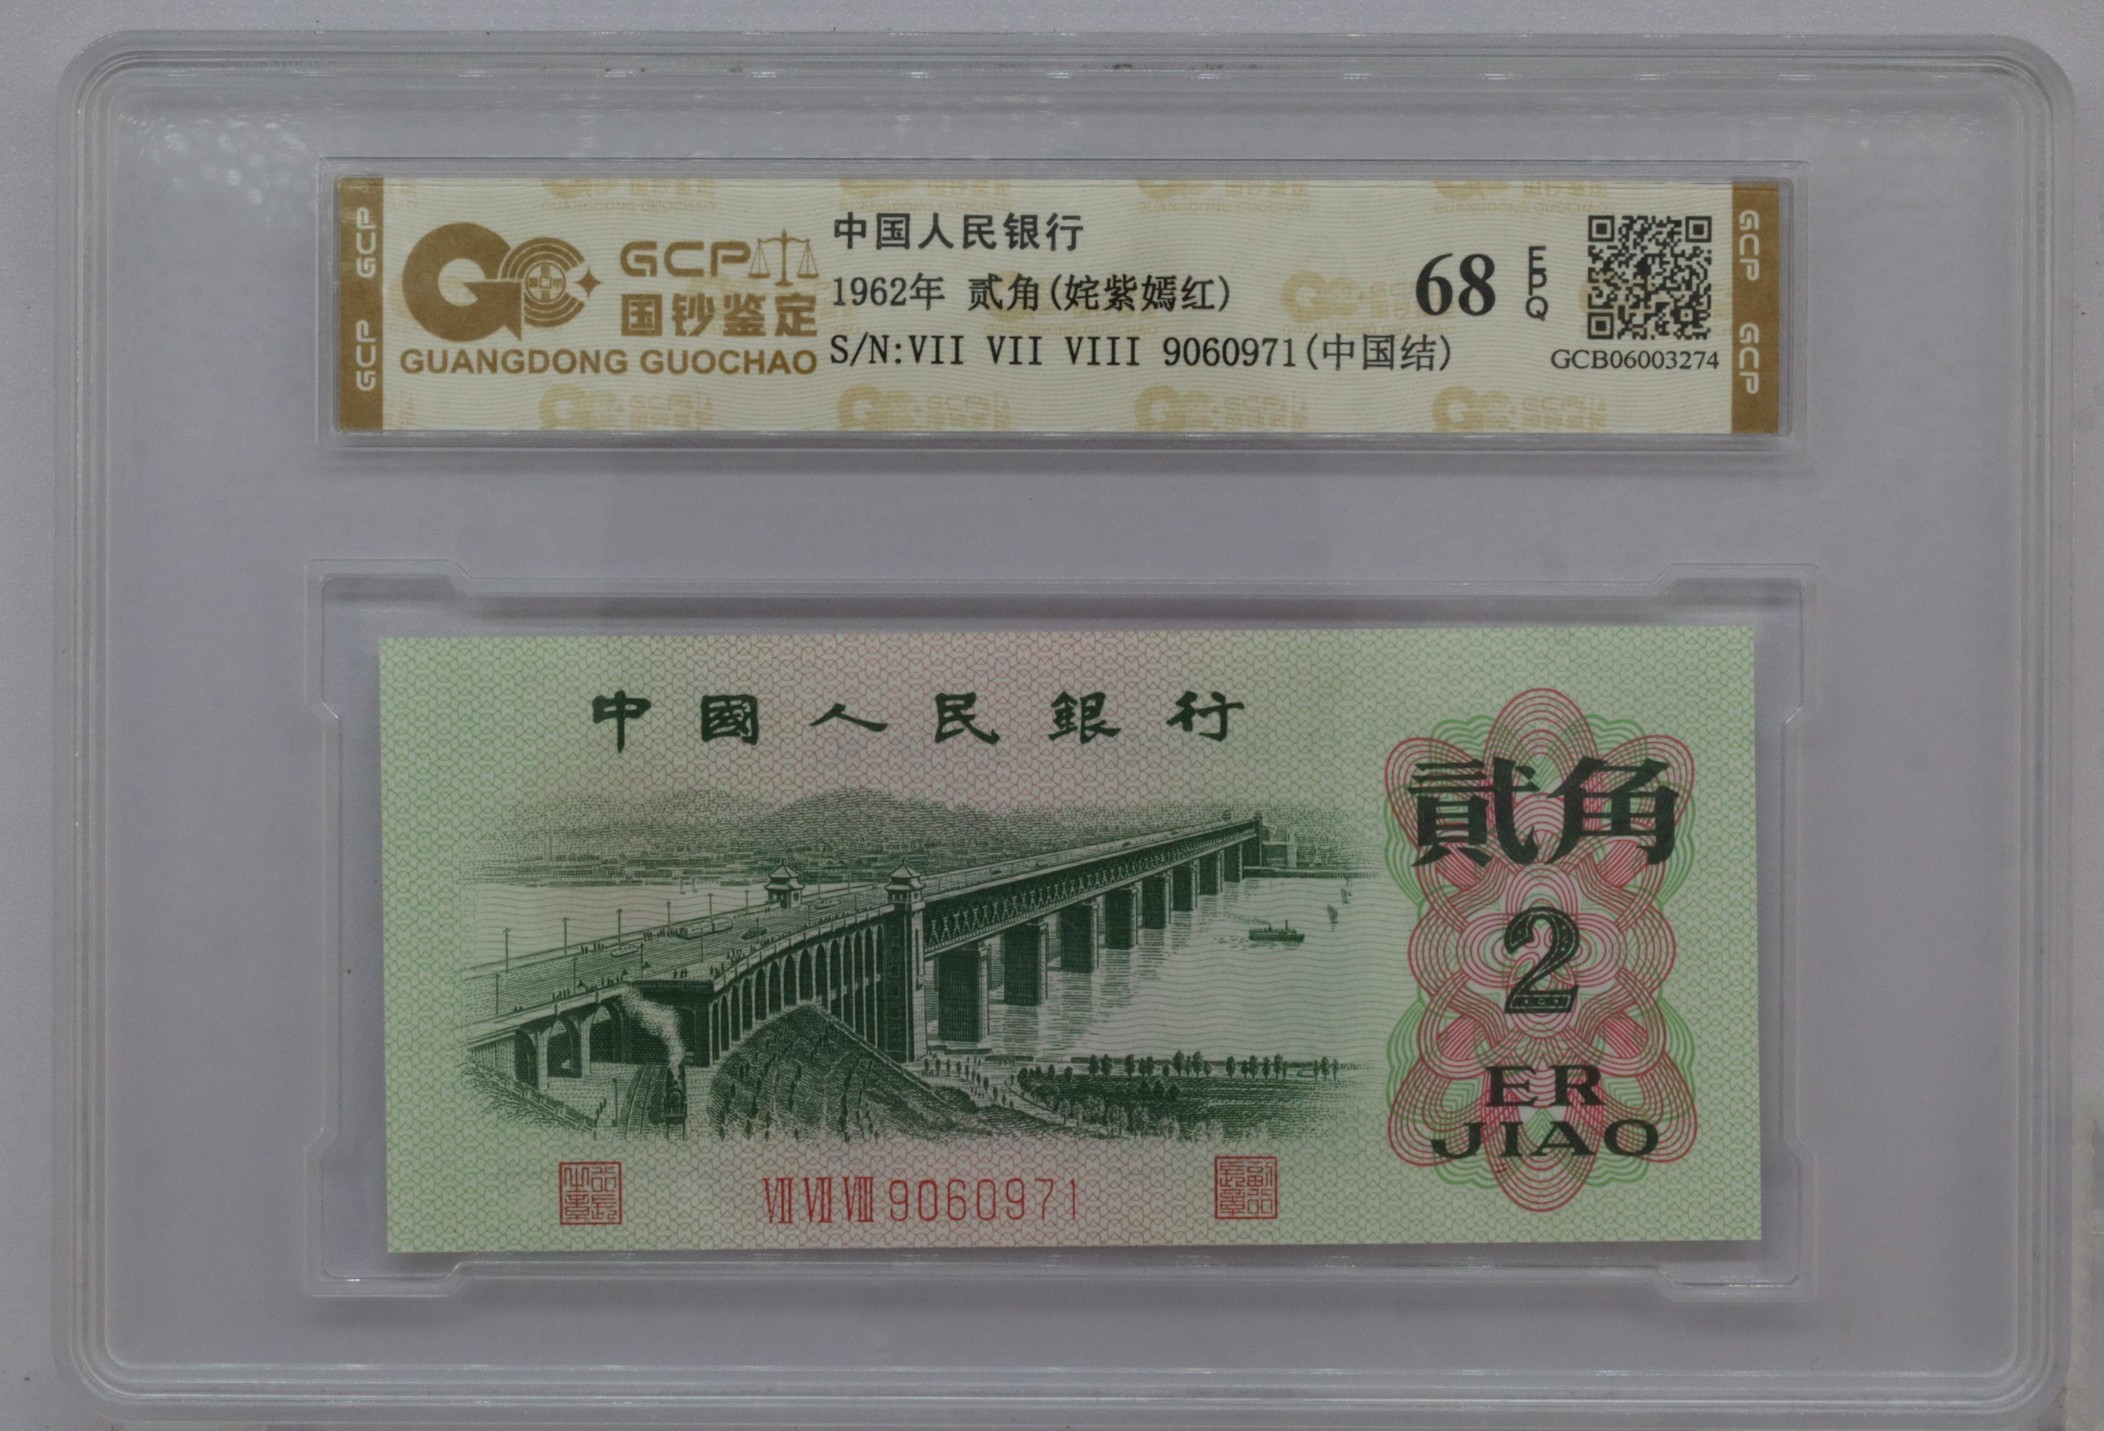 GCP
国钞鉴定
GUANGDONG GUOCHAO
中国人民银行
1962年 贰角(姹紫嫣红)
S/N:VII VII VIII 9060971(中国结)
68 EPQ
GCB06003274
GCP GCP
GCP GCP
中國人民銀行
貳角
2
ER
JIAO
VII VII VIII 9060971